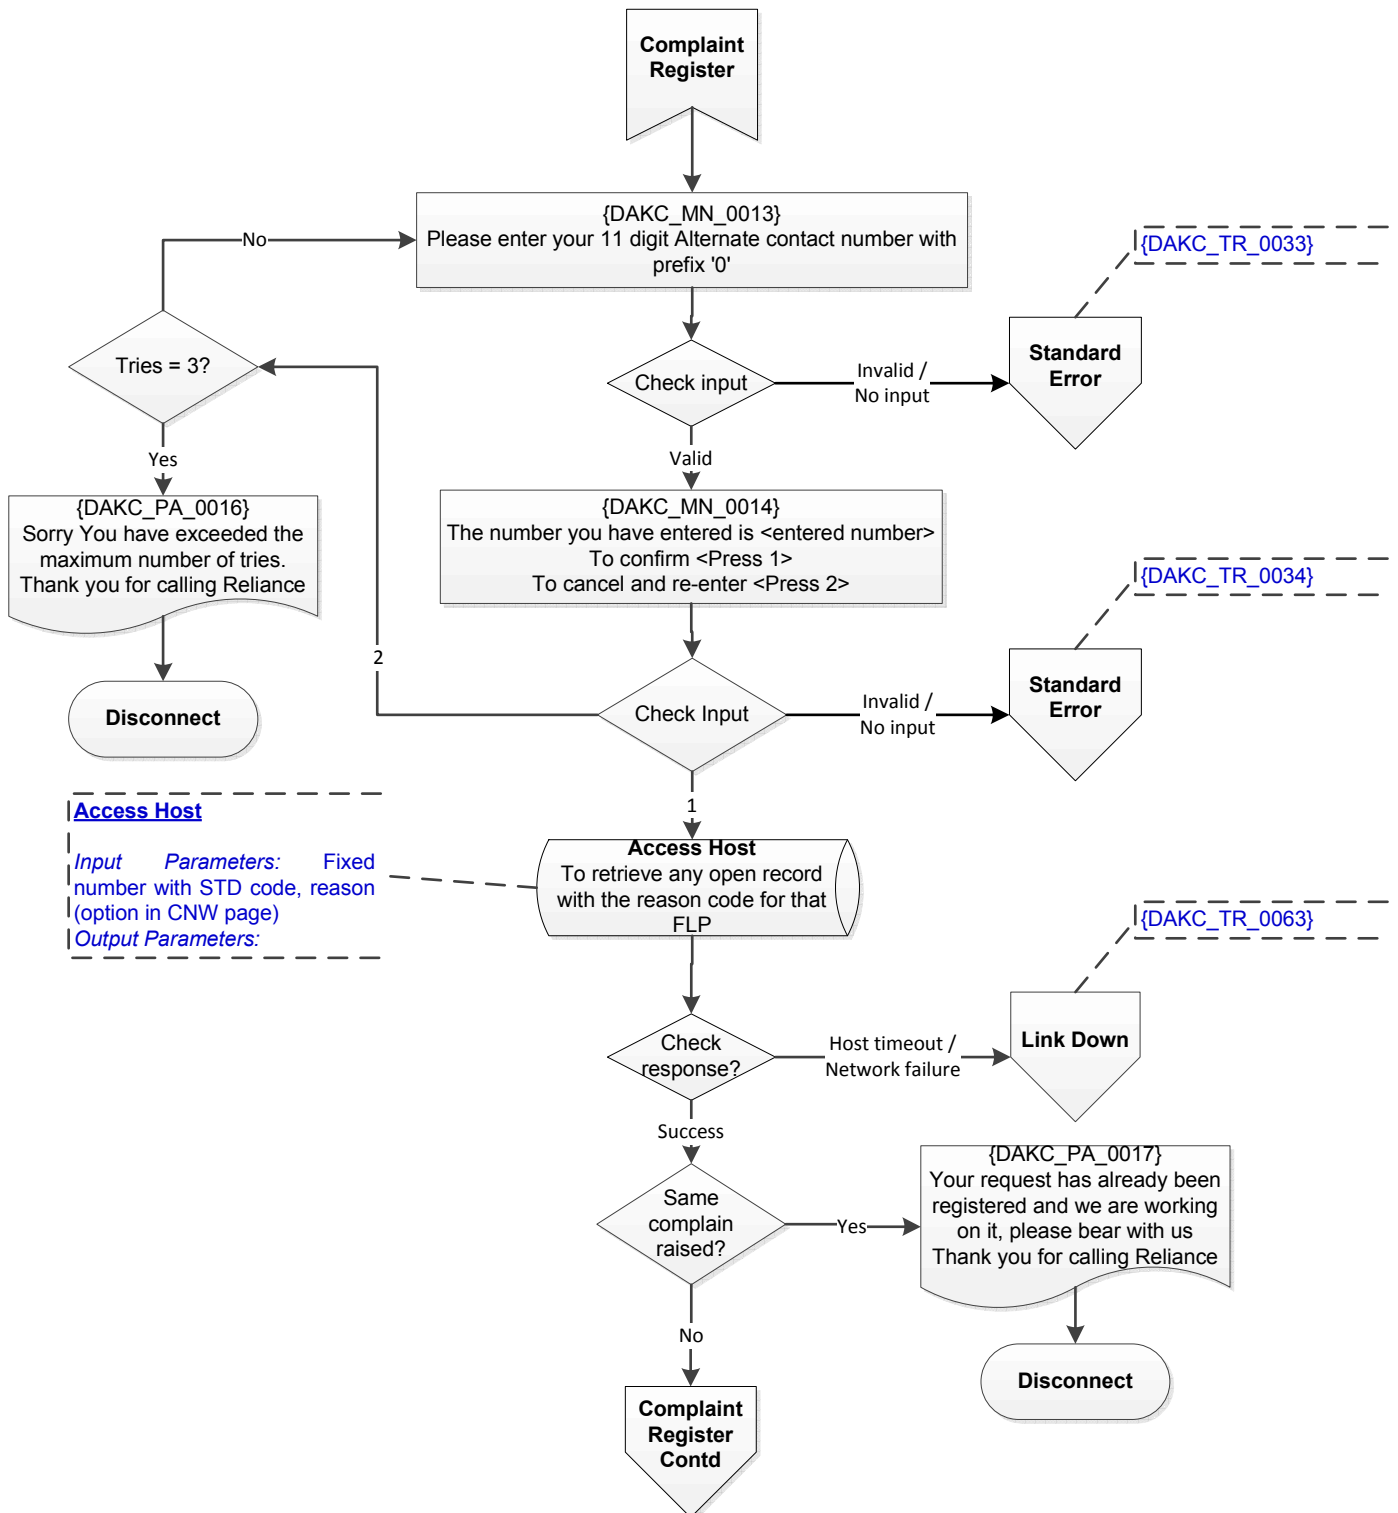 Complaint
Register
{DAKC_MN_0013}
Please enter your 11 digit Alternate contact number with
prefix '0'
No
{DAKC_TR_0033}
Tries = 3?
Check input
Invalid /
No input
Standard
Error
Yes
Valid
{DAKC_PA_0016}
Sorry You have exceeded the
maximum number of tries.
Thank you for calling Reliance
{DAKC_MN_0014}
The number you have entered is <entered number>
To confirm <Press 1>
To cancel and re-enter <Press 2>
{DAKC_TR_0034}
2
Disconnect
Check Input
Invalid /
No input
Standard
Error
1
Access Host
Input Parameters: Fixed
number with STD code, reason
(option in CNW page)
Output Parameters:
Access Host
To retrieve any open record
with the reason code for that
FLP
{DAKC_TR_0063}
Check
response?
Host timeout /
Network failure
Link Down
Success
Same
complain
raised?
Yes
{DAKC_PA_0017}
Your request has already been
registered and we are working
on it, please bear with us
Thank you for calling Reliance
No
Disconnect
Complaint
Register
Contd